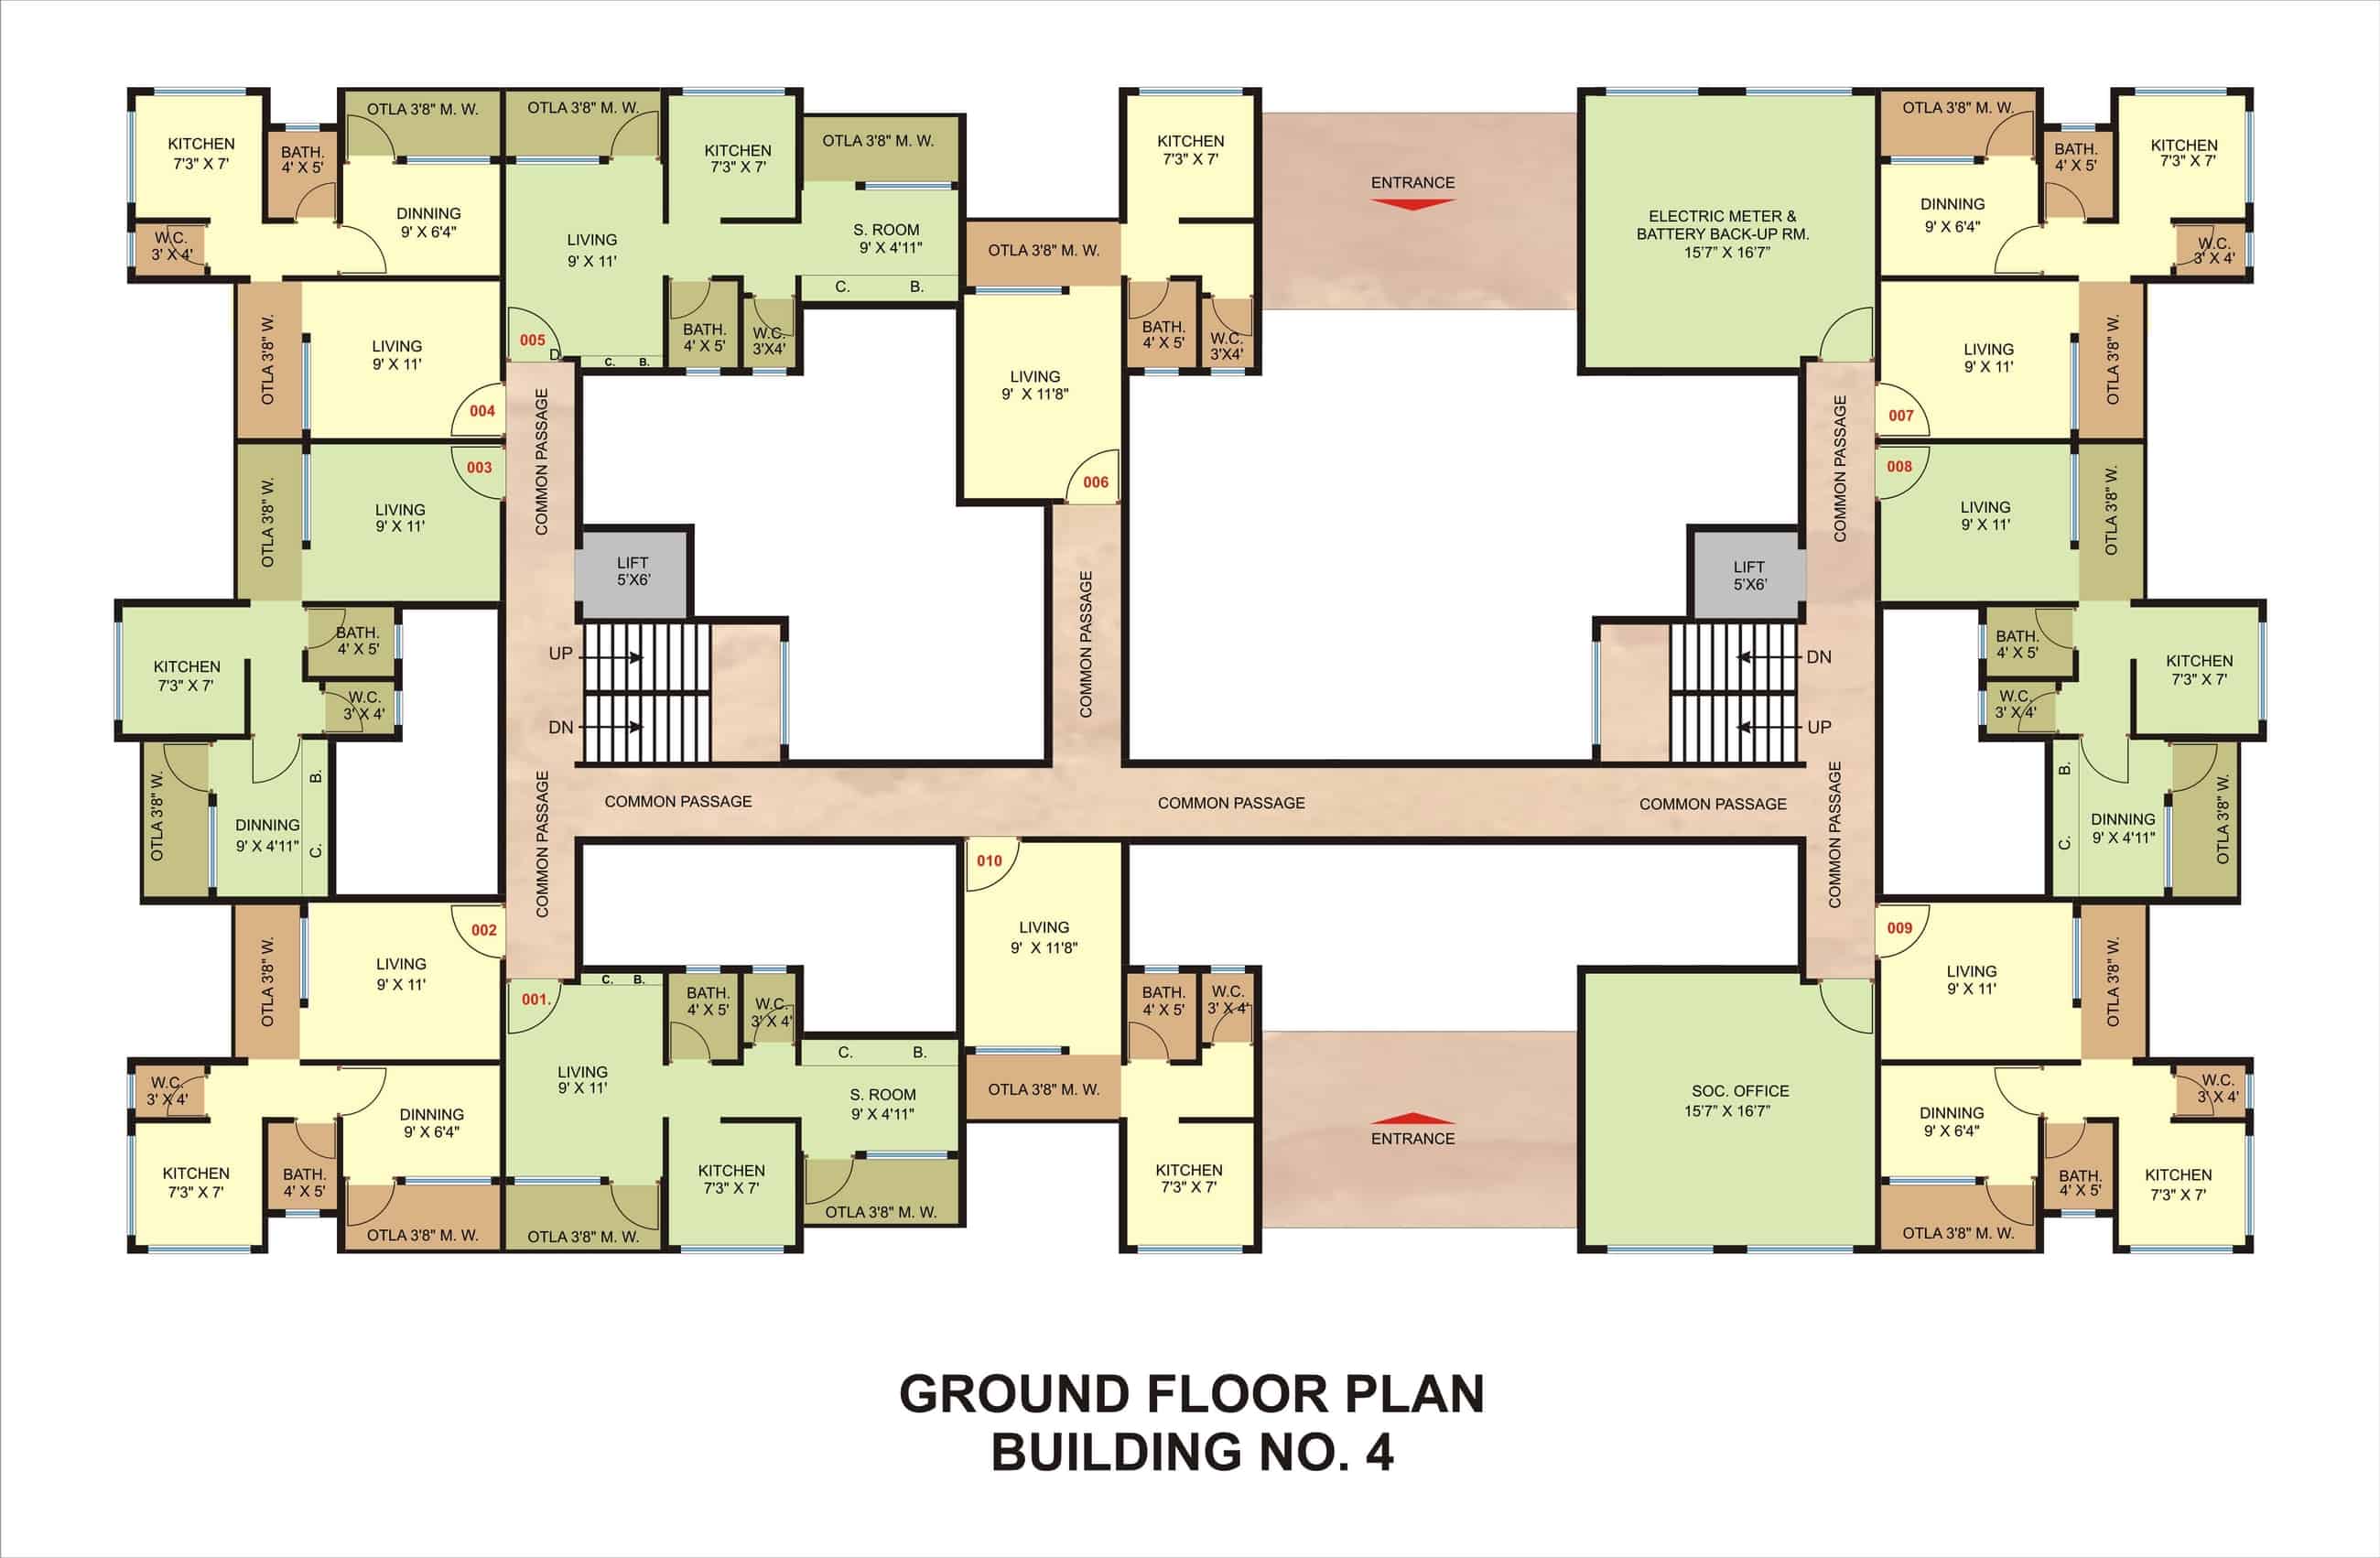 KITCHEN
7'3" X 7'
BATH.
4' X 5'
W.C.
3' X 4'
OTLA 3'8" M. W.
DINNING
9' X 6'4"
OTLA 3'8" W.
LIVING
9' X 11'
004
OTLA 3'8" M. W.
LIVING
9' X 11'
005
D.
C. B.
KITCHEN
7'3" X 7'
BATH.
4' X 5'
W.C.
3'X4'
OTLA 3'8" M. W.
S. ROOM
9' X 4'11"
C. B.
OTLA 3'8" M. W.
LIVING
9' X 11'8"
006
KITCHEN
7'3" X 7'
BATH.
4' X 5'
W.C.
3'X4'
ENTRANCE
ELECTRIC METER &
BATTERY BACK-UP RM.
15'7" X 16'7"
OTLA 3'8" M. W.
DINNING
9' X 6'4"
BATH.
4' X 5'
KITCHEN
7'3" X 7'
W.C.
3' X 4'
LIVING
9' X 11'
OTLA 3'8" W.
007
003
LIVING
9' X 11'
OTLA 3'8" W.
COMMON PASSAGE
LIFT
5'X6'
UP
DN
COMMON PASSAGE
LIFT
5'X6'
DN
UP
COMMON PASSAGE
008
LIVING
9' X 11'
OTLA 3'8" W.
KITCHEN
7'3" X 7'
BATH.
4' X 5'
W.C.
3' X 4'
OTLA 3'8" W.
DINNING
9' X 4'11"
B.
C.
BATH.
4' X 5'
W.C.
3' X 4'
KITCHEN
7'3" X 7'
B.
C.
DINNING
9' X 4'11"
OTLA 3'8" W.
COMMON PASSAGE
COMMON PASSAGE
COMMON PASSAGE
COMMON PASSAGE
COMMON PASSAGE
002
LIVING
9' X 11'
OTLA 3'8" W.
W.C.
3' X 4'
KITCHEN
7'3" X 7'
BATH.
4' X 5'
DINNING
9' X 6'4"
OTLA 3'8" M. W.
001.
C. B.
LIVING
9' X 11'
OTLA 3'8" M. W.
BATH.
4' X 5'
W.C.
3' X 4'
KITCHEN
7'3" X 7'
C. B.
S. ROOM
9' X 4'11"
OTLA 3'8" M. W.
010
LIVING
9' X 11'8"
OTLA 3'8" M. W.
BATH.
4' X 5'
W.C.
3' X 4'
KITCHEN
7'3" X 7'
ENTRANCE
SOC. OFFICE
15'7" X 16'7"
009
LIVING
9' X 11'
OTLA 3'8" W.
DINNING
9' X 6'4"
OTLA 3'8" M. W.
BATH.
4' X 5'
W.C.
3' X 4'
KITCHEN
7'3" X 7'
GROUND FLOOR PLAN
BUILDING NO. 4